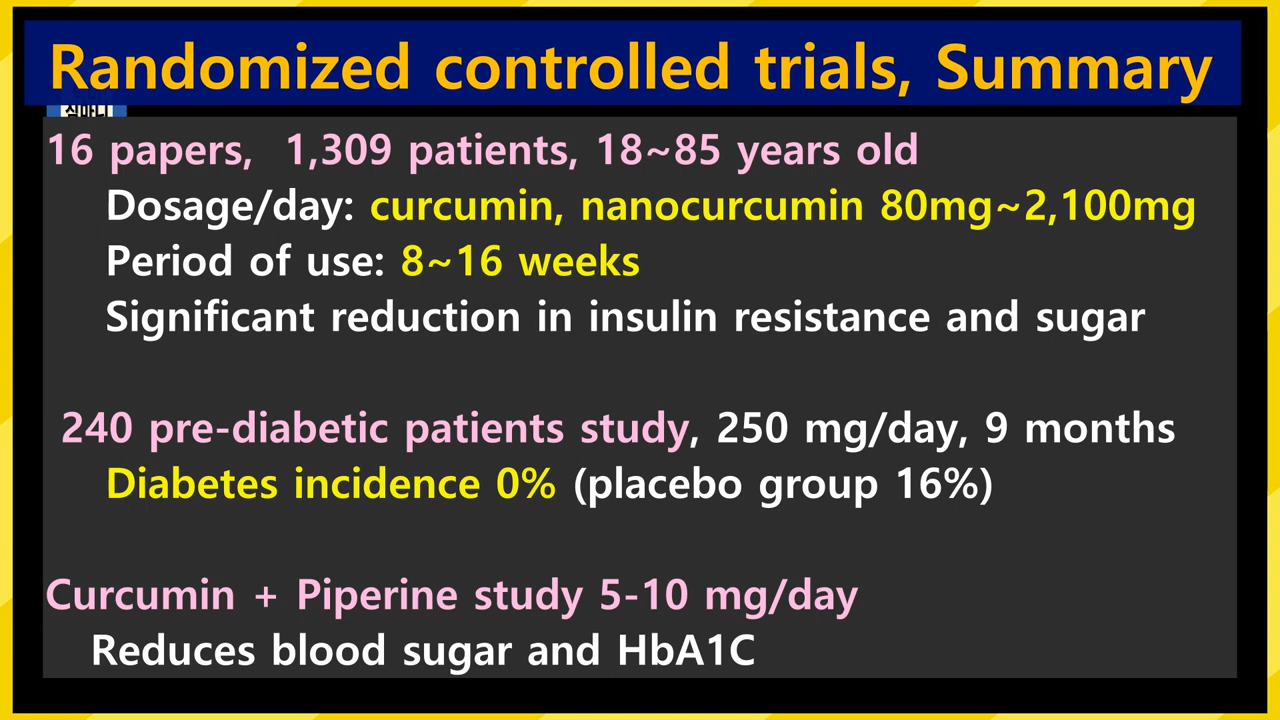 Randomized controlled trials, Summary
16 papers, 1,309 patients, 18~85 years old
Dosage/day: curcumin, nanocurcumin 80mg~2,100mg
Period of use: 8~16 weeks
Significant reduction in insulin resistance and sugar
240 pre-diabetic patients study, 250 mg/day, 9 months
Diabetes incidence 0% (placebo group 16%)
Curcumin + Piperine study 5-10 mg/day
Reduces blood sugar and HbA1C